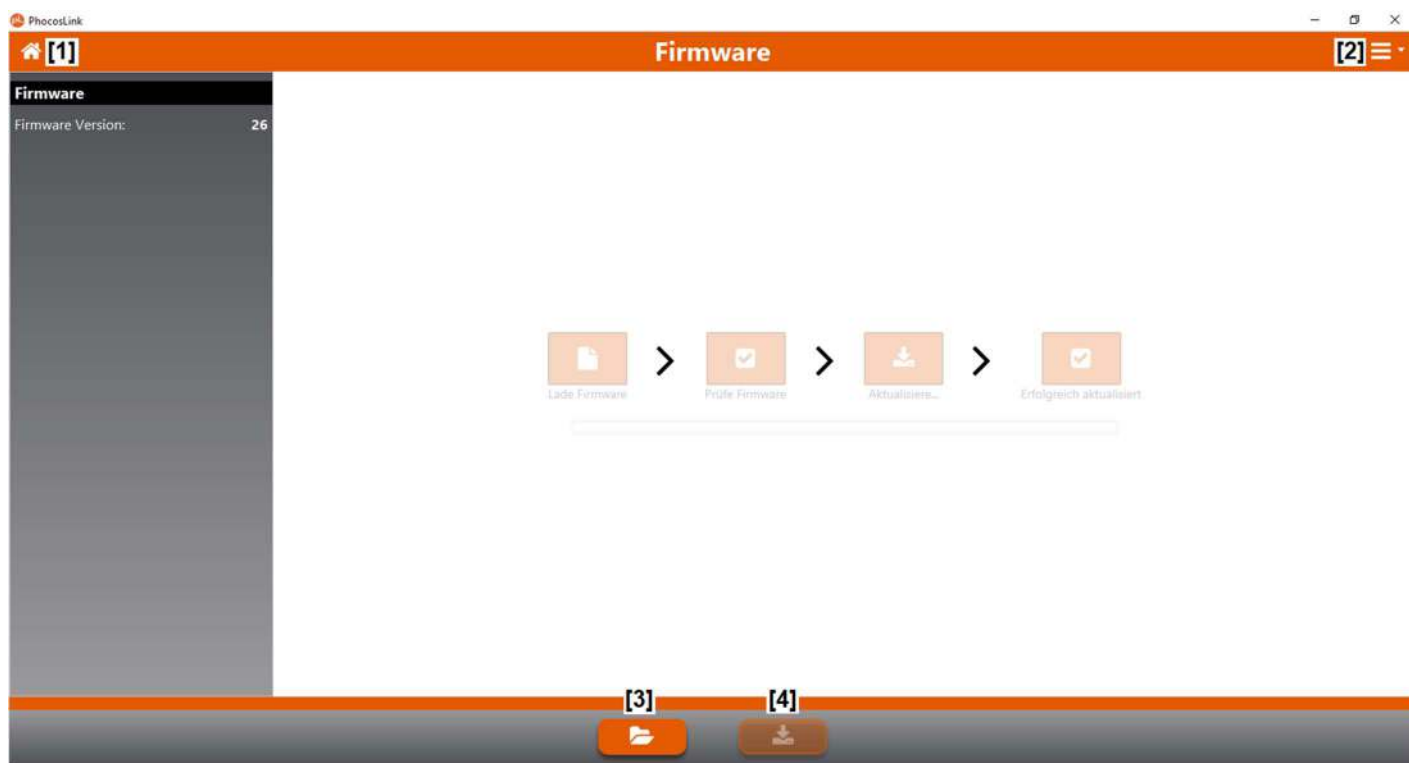 PhocosLink
[1] Firmware [2]
Firmware
Firmware Version: 26
Lade Firmware Prüfe Firmware Aktualisiere... Erfolgreich aktualisiert
[3] [4]